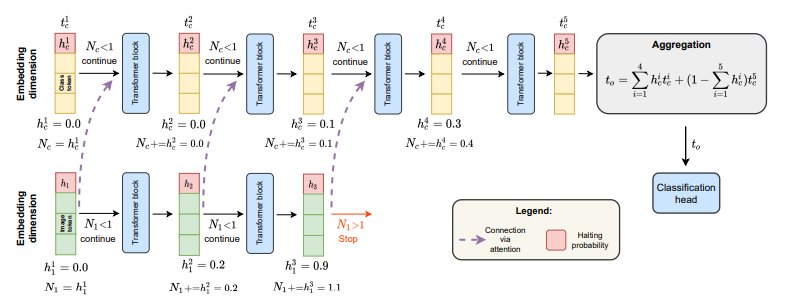 t_c^1
t_c^2
t_c^3
t_c^4
t_c^5
Embedding
dimension
h_c^1
Class
token
N_c<1
continue
Transformer block
h_c^2
N_c<1
continue
Transformer block
h_c^3
N_c<1
continue
Transformer block
h_c^4
N_c<1
continue
Transformer block
h_c^5
Aggregation
t_o = \sum_{i=1}^{4} h_c^i t_c^i + (1 - \sum_{i=1}^{5} h_c^i) t_c^5
h_c^1 = 0.0
N_c = h_c^1
h_c^2 = 0.0
N_c+=h_c^2 = 0.0
h_c^3 = 0.1
N_c+=h_c^3 = 0.1
h_c^4 = 0.3
N_c+=h_c^4 = 0.4
t_o
Classification
head
Embedding
dimension
h_1
Image
token
N_1<1
continue
Transformer block
h_2
N_1<1
continue
Transformer block
h_3
N_1>1
Stop
h_1^1 = 0.0
N_1 = h_1^1
h_1^2 = 0.2
N_1+=h_1^2 = 0.2
h_1^3 = 0.9
N_1+=h_1^3 = 1.1
Legend:
Connection
via
attention
Halting
probability